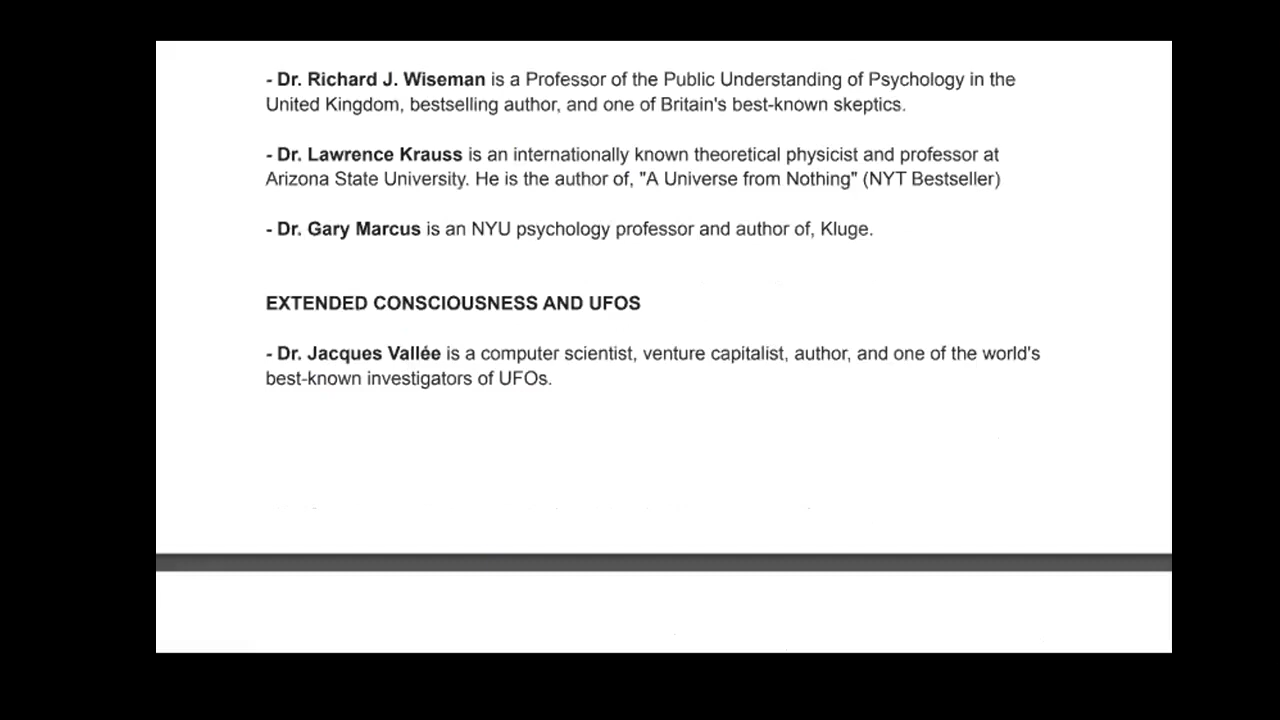 - Dr. Richard J. Wiseman is a Professor of the Public Understanding of Psychology in the
United Kingdom, bestselling author, and one of Britain's best-known skeptics.
- Dr. Lawrence Krauss is an internationally known theoretical physicist and professor at
Arizona State University. He is the author of, "A Universe from Nothing" (NYT Bestseller)
- Dr. Gary Marcus is an NYU psychology professor and author of, Kluge.
EXTENDED CONSCIOUSNESS AND UFOS
- Dr. Jacques Vallée is a computer scientist, venture capitalist, author, and one of the world's
best-known investigators of UFOs.